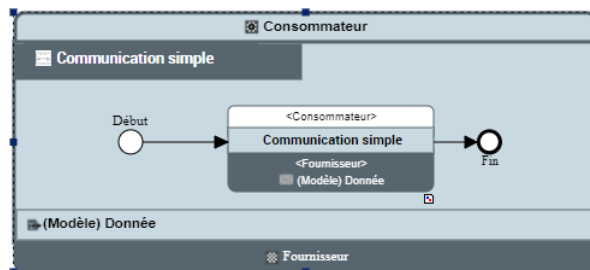 Consommateur
Communication simple
Début
<Consommateur>
Communication simple
<Fournisseur>
(Modèle) Donnée
Fin
(Modèle) Donnée
Fournisseur